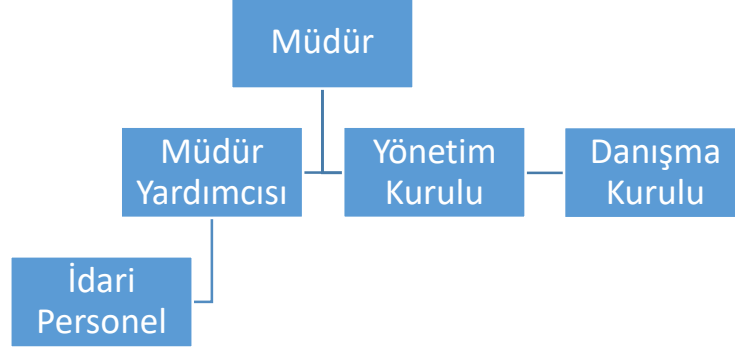 Müdür
Müdür
Yardımcısı
Yönetim
Kurulu
Danışma
Kurulu
İdari
Personel